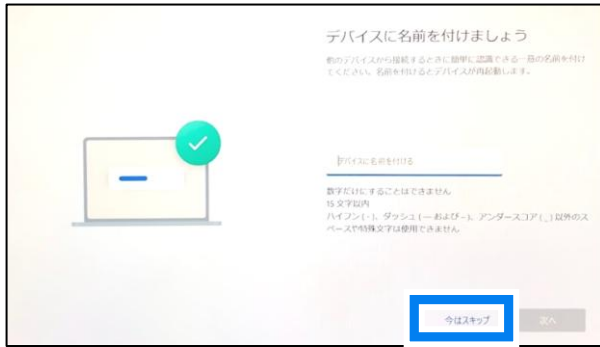 デバイスに名前を付けましょう
他のデバイスから接続するときに簡単に認識できる一意の名前を付け
てください。名前を付けるとデバイスが再起動します。
デバイスに名前を付ける
数字だけにすることはできません
15 文字以内
ハイフン ( - )、ダッシュ ( — および – )、アンダースコア ( _ ) 以外のス
ペースや特殊文字は使用できません
今はスキップ
次へ